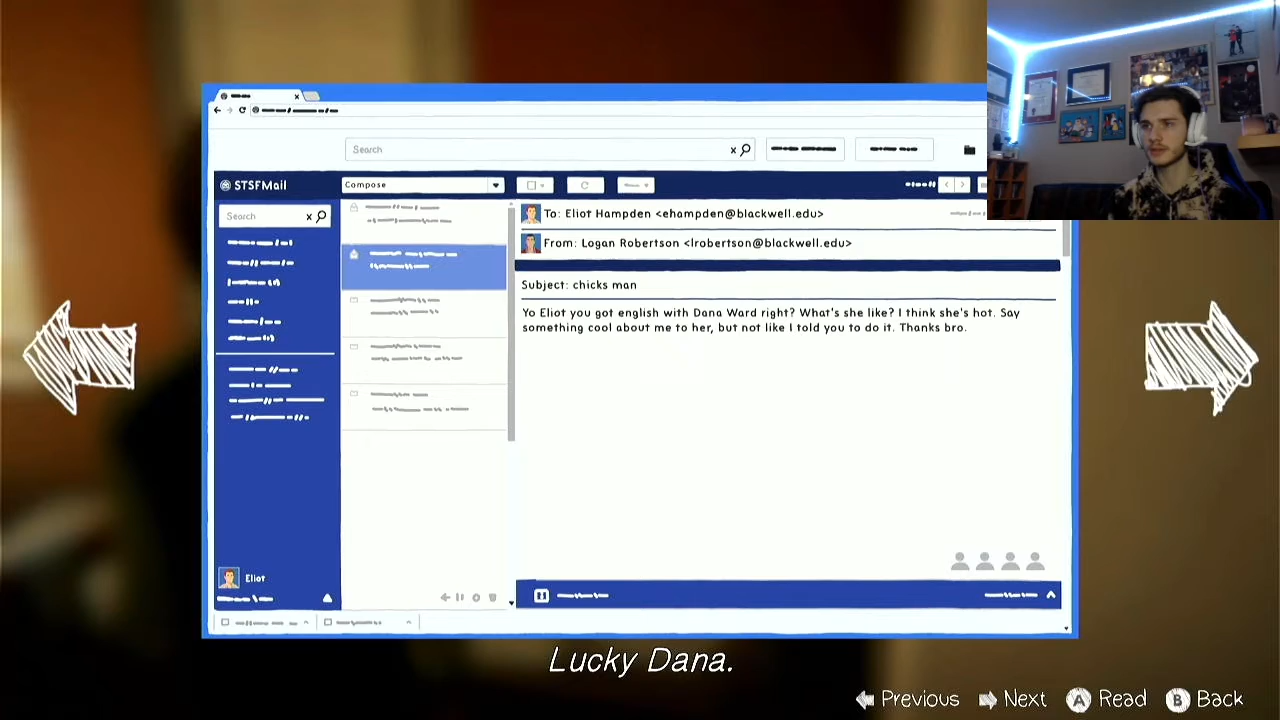 Search
STSFMail
Compose
Search
To: Eliot Hampden <ehampden@blackwell.edu>
From: Logan Robertson <lrobertson@blackwell.edu>
Subject: chicks man
Yo Eliot you got english with Dana Ward right? What's she like? I think she's hot. Say
something cool about me to her, but not like I told you to do it. Thanks bro.
Eliot
Lucky Dana.
Previous Next A Read B Back